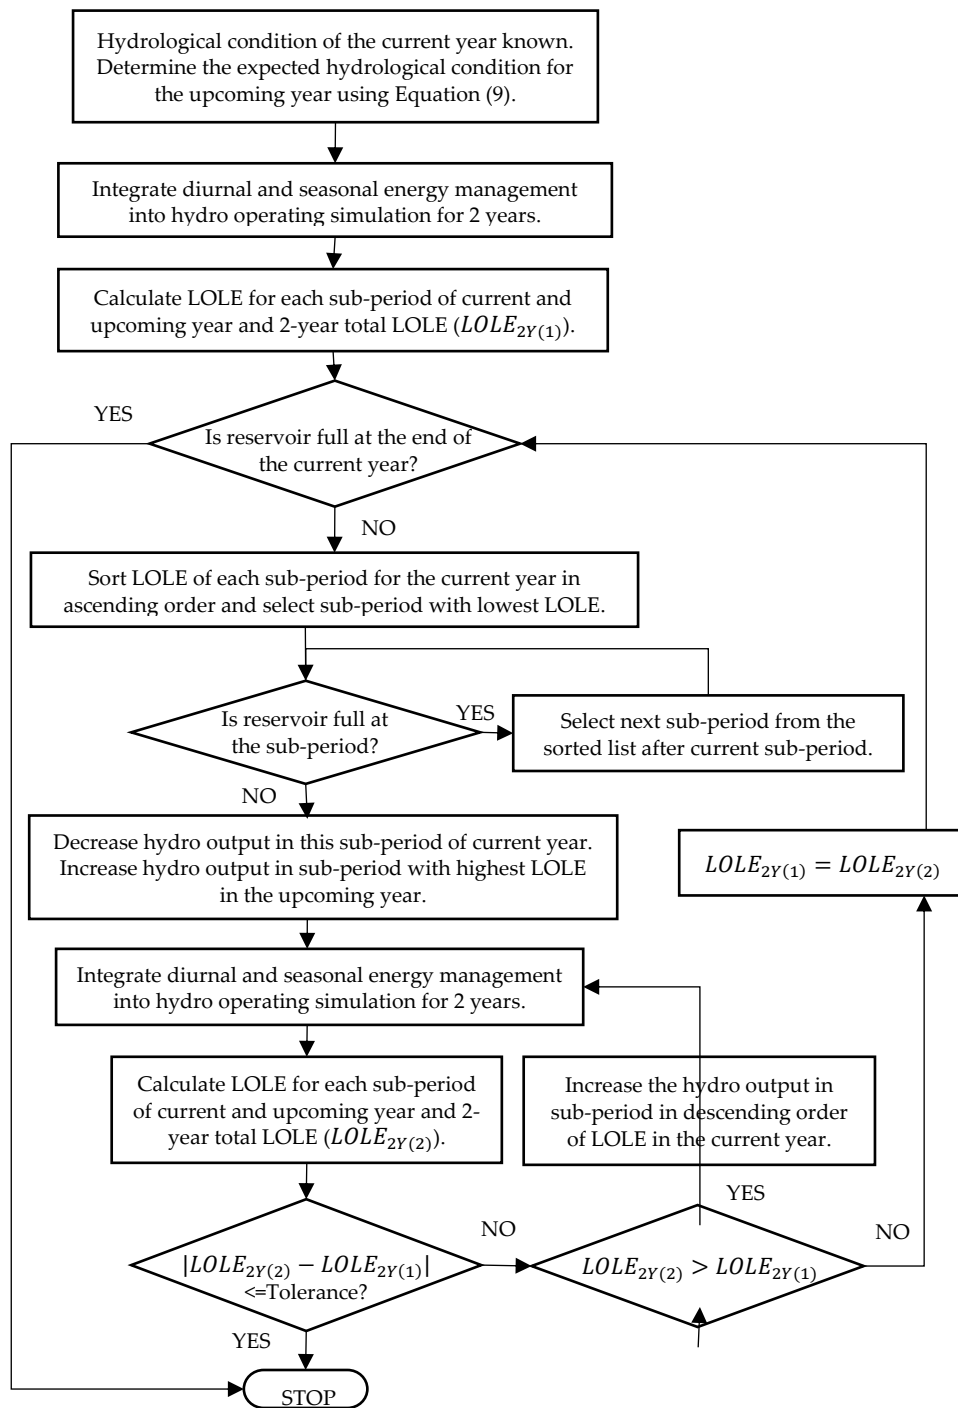 Hydrological condition of the current year known.
Determine the expected hydrological condition for
the upcoming year using Equation (9).
Integrate diurnal and seasonal energy management
into hydro operating simulation for 2 years.
Calculate LOLE for each sub-period of current and
upcoming year and 2-year total LOLE (LOLE2Y(1)).
YES
Is reservoir full at the end of
the current year?
NO
Sort LOLE of each sub-period for the current year in
ascending order and select sub-period with lowest LOLE.
Is reservoir full at
the sub-period?
YES
Select next sub-period from the
sorted list after current sub-period.
NO
Decrease hydro output in this sub-period of current year.
Increase hydro output in sub-period with highest LOLE
in the upcoming year.
LOLE2Y(1) = LOLE2Y(2)
Integrate diurnal and seasonal energy management
into hydro operating simulation for 2 years.
Calculate LOLE for each sub-period
of current and upcoming year and 2-
year total LOLE (LOLE2Y(2)).
Increase the hydro output in
sub-period in descending order
of LOLE in the current year.
YES
NO
NO
|LOLE2Y(2) − LOLE2Y(1)|
<=Tolerance?
LOLE2Y(2) > LOLE2Y(1)
YES
STOP